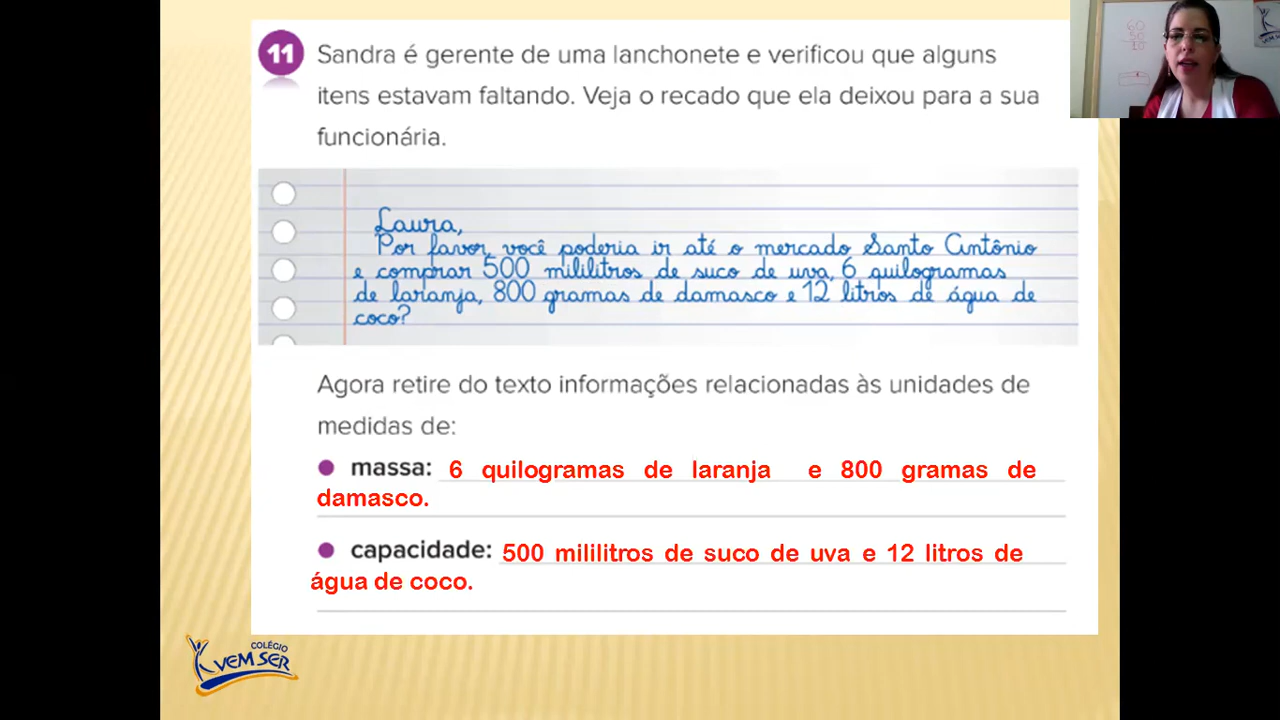 11 Sandra é gerente de uma lanchonete e verificou que alguns
itens estavam faltando. Veja o recado que ela deixou para a sua
funcionária.
Laura,
Por favor, você poderia ir até o mercado Santo Antônio
e comprar 500 mililitros de suco de uva, 6 quilogramas
de laranja, 800 gramas de damasco e 12 litros de água de
coco?
Agora retire do texto informações relacionadas às unidades de
medidas de:
massa: 6 quilogramas de laranja e 800 gramas de
damasco.
capacidade: 500 mililitros de suco de uva e 12 litros de
água de coco.
COLÉGIO
VEM SER